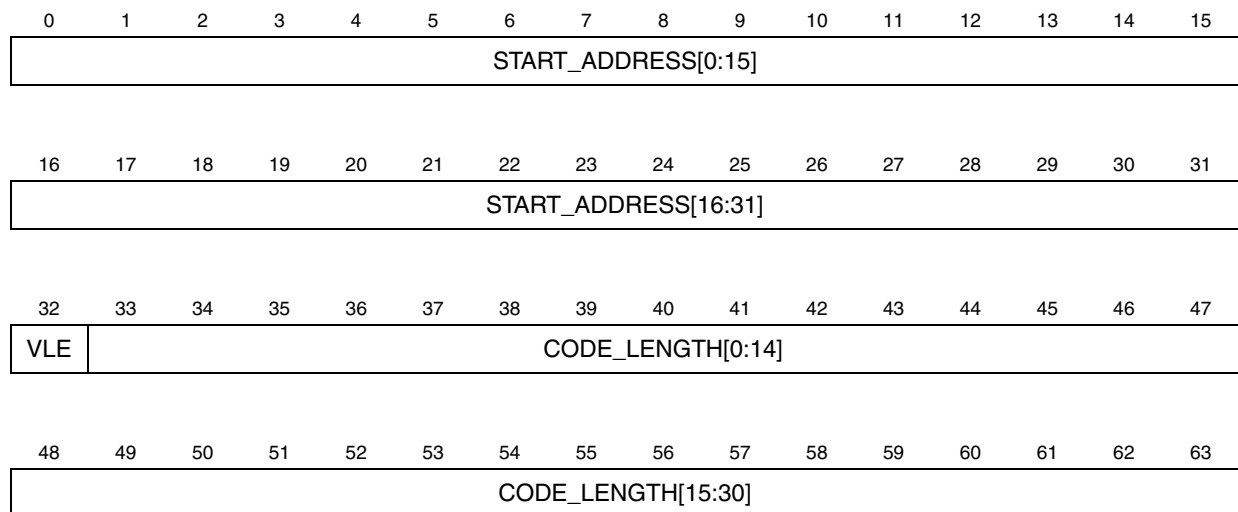 0 1 2 3 4 5 6 7 8 9 10 11 12 13 14 15
START_ADDRESS[0:15]
16 17 18 19 20 21 22 23 24 25 26 27 28 29 30 31
START_ADDRESS[16:31]
32 33 34 35 36 37 38 39 40 41 42 43 44 45 46 47
VLE CODE_LENGTH[0:14]
48 49 50 51 52 53 54 55 56 57 58 59 60 61 62 63
CODE_LENGTH[15:30]